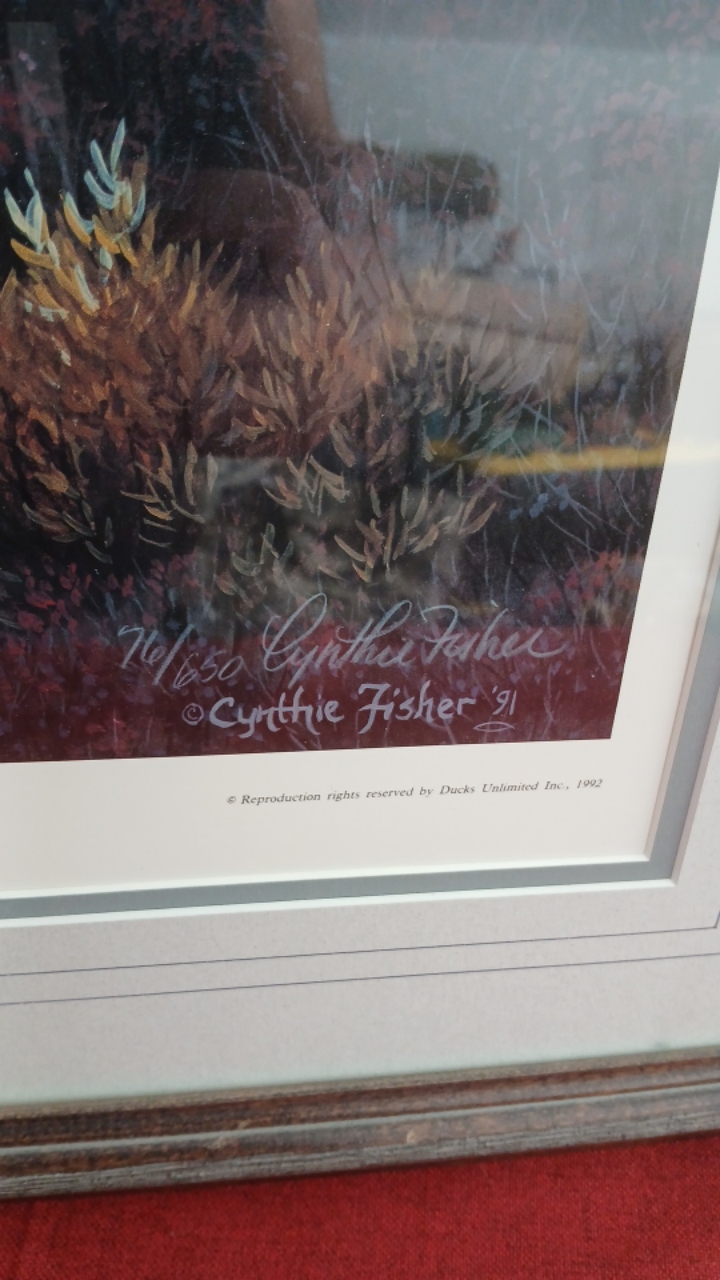 76/650 Cynthie Fisher
© Cynthie Fisher '91
© Reproduction rights reserved by Ducks Unlimited Inc., 1992